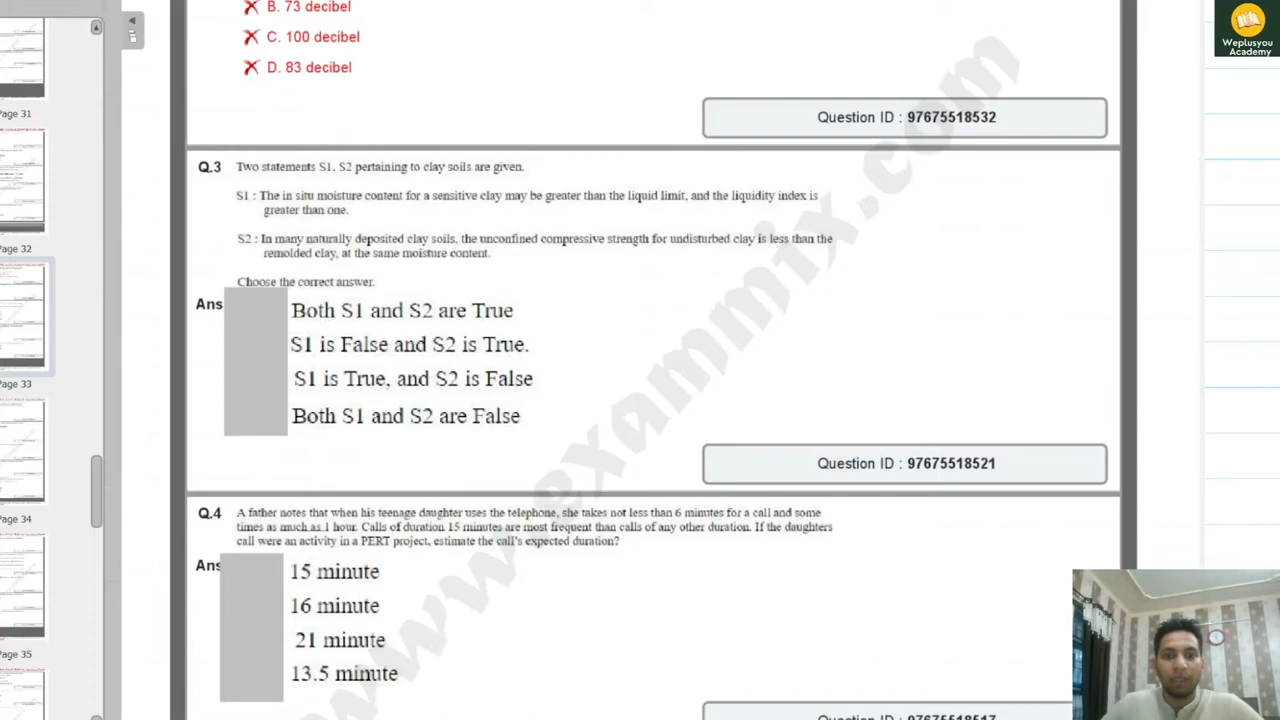 B. 73 decibel
C. 100 decibel
D. 83 decibel
Weplusyou
Academy
Question ID : 97675518532
Page 31
Page 32
Page 33
Page 34
Page 35
Q.3 Two statements S1, S2 pertaining to clay soils are given.
S1 : The in situ moisture content for a sensitive clay may be greater than the liquid limit, and the liquidity index is
greater than one.
S2 : In many naturally deposited clay soils, the unconfined compressive strength for undisturbed clay is less than the
remolded clay, at the same moisture content.
Choose the correct answer.
Ans
Both S1 and S2 are True
S1 is False and S2 is True.
S1 is True, and S2 is False
Both S1 and S2 are False
Question ID : 97675518521
Q.4 A father notes that when his teenage daughter uses the telephone, she takes not less than 6 minutes for a call and some
times as much as 1 hour. Calls of duration 15 minutes are most frequent than calls of any other duration. If the daughters
call were an activity in a PERT project, estimate the call's expected duration?
Ans
15 minute
16 minute
21 minute
13.5 minute
Question ID : 97675518517
www.exammix.com